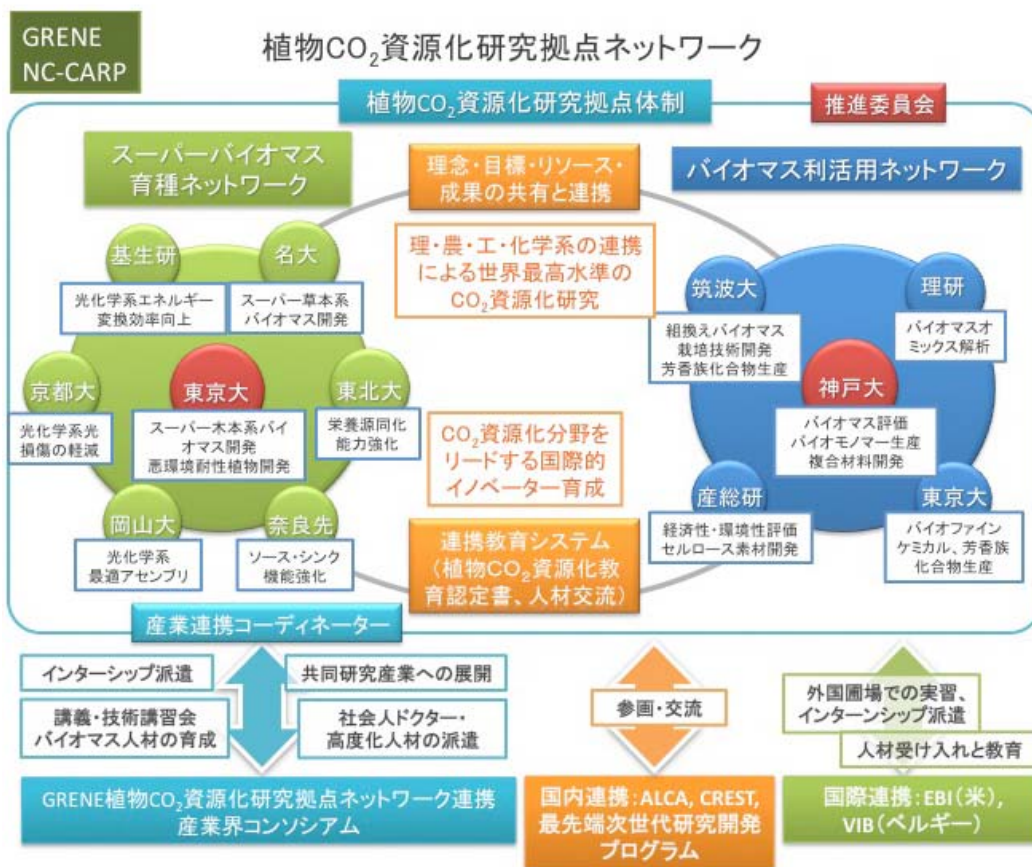 GRENE
NC-CARP
植物CO₂資源化研究拠点ネットワーク
植物CO₂資源化研究拠点体制
推進委員会
スーパーバイオマス
育種ネットワーク
理念・目標・リソース・
成果の共有と連携
バイオマス利活用ネットワーク
理・農・工・化学系の連携
による世界最高水準の
CO₂資源化研究
基生研
光化学系エネルギー
変換効率向上
名大
スーパー草本系
バイオマス開発
京都大
光化学系光
損傷の軽減
東京大
スーパー木本系バイ
オマス開発
悪環境耐性植物開発
東北大
栄養源同化
能力強化
岡山大
光化学系
最適アセンブリ
奈良先
ソース・シンク
機能強化
筑波大
組換えバイオマス
栽培技術開発
芳香族化合物生産
理研
バイオマスオ
ミックス解析
神戸大
バイオマス評価
バイオモノマー生産
複合材料開発
産総研
経済性・環境性評価
セルロース素材開発
東京大
バイオファイン
ケミカル、芳香族
化合物生産
CO₂資源化分野を
リードする国際的
イノベーター育成
連携教育システム
(植物CO₂資源化教
育認定書、人材交流)
産業連携コーディネーター
インターシップ派遣
共同研究産業への展開
講義・技術講習会
バイオマス人材の育成
社会人ドクター・
高度化人材の派遣
参画・交流
外国圃場での実習、
インターンシップ派遣
人材受け入れと教育
GRENE植物CO₂資源化研究拠点ネットワーク連携
産業界コンソシアム
国内連携：ALCA, CREST,
最先端次世代研究開発
プログラム
国際連携：EBI(米),
VIB(ベルギー)